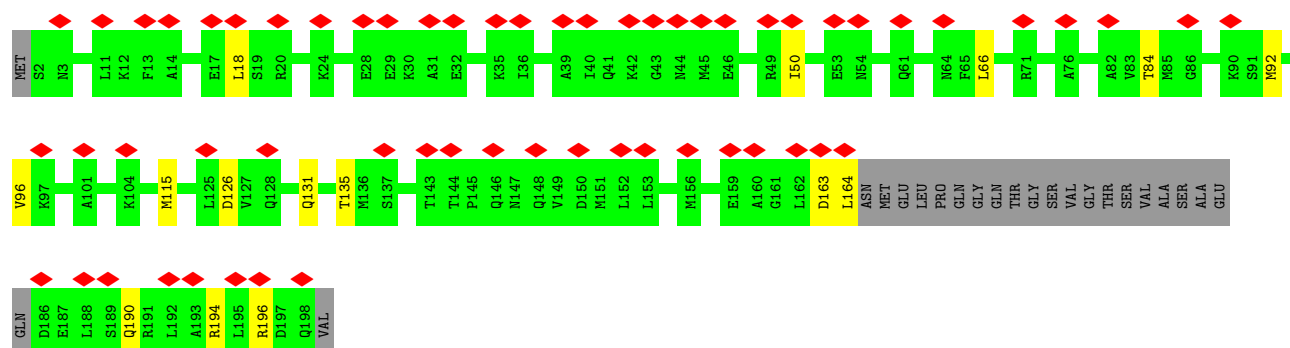 MET S2 N3 L11 K12 F13 A14 E17 L18 S19 R20 K24 E28 E29 K30 A31 E32 K35 I36 A39 I40 Q41 K42 G43 N44 M45 E46 R49 I50 E53 N54 Q61 N64 F65 L66 R71 A76 A82 V83 T84 M85 G86 K90 S91 M92
V96 K97 A101 K104 M115 L125 D126 V127 Q128 Q131 T135 M136 S137 T143 T144 P145 Q146 N147 Q148 V149 D150 M151 L152 L153 M156 E159 A160 G161 L162 D163 L164 ASN MET GLU LEU PRO GLN GLY GLN THR GLY SER VAL GLY THR SER VAL ALA SER ALA GLU
GLN D186 E187 L188 S189 Q190 R191 L192 A193 R194 L195 R196 D197 Q198 VAL